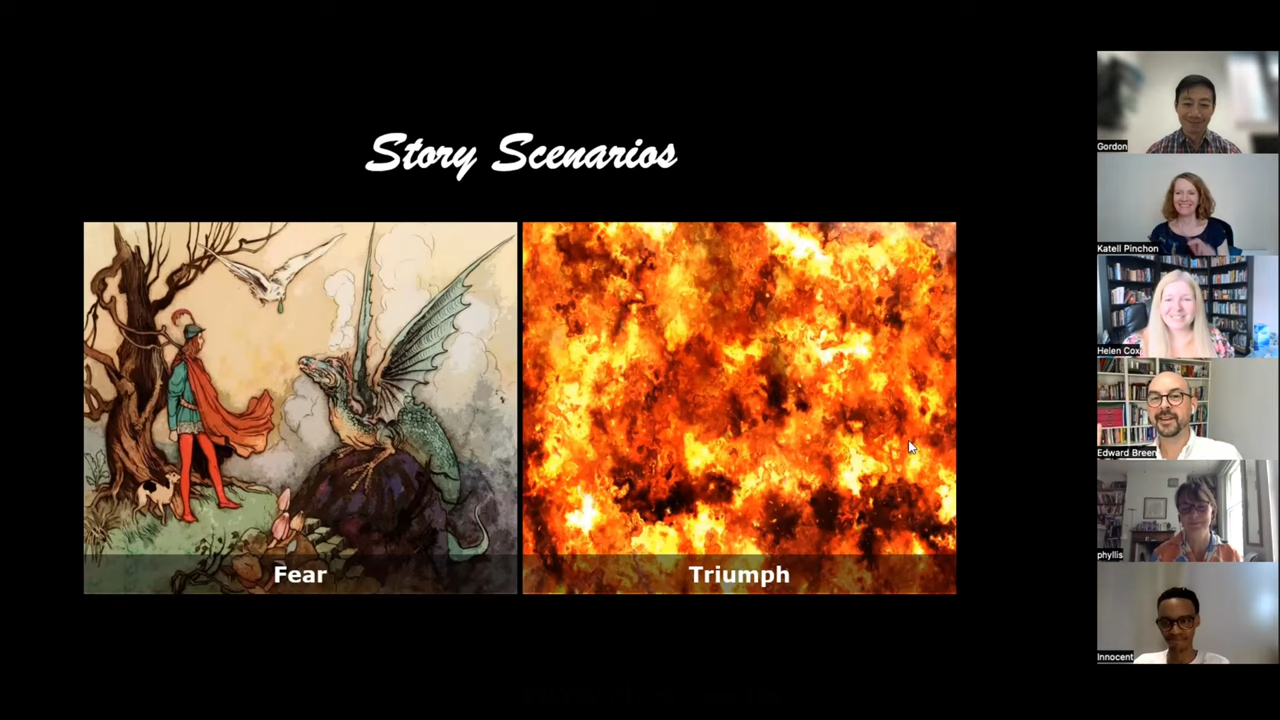 Story Scenarios
Fear
Triumph
Gordon
Katell Pinchon
Helen Cox
Edward Breen
phyllis
Innocent